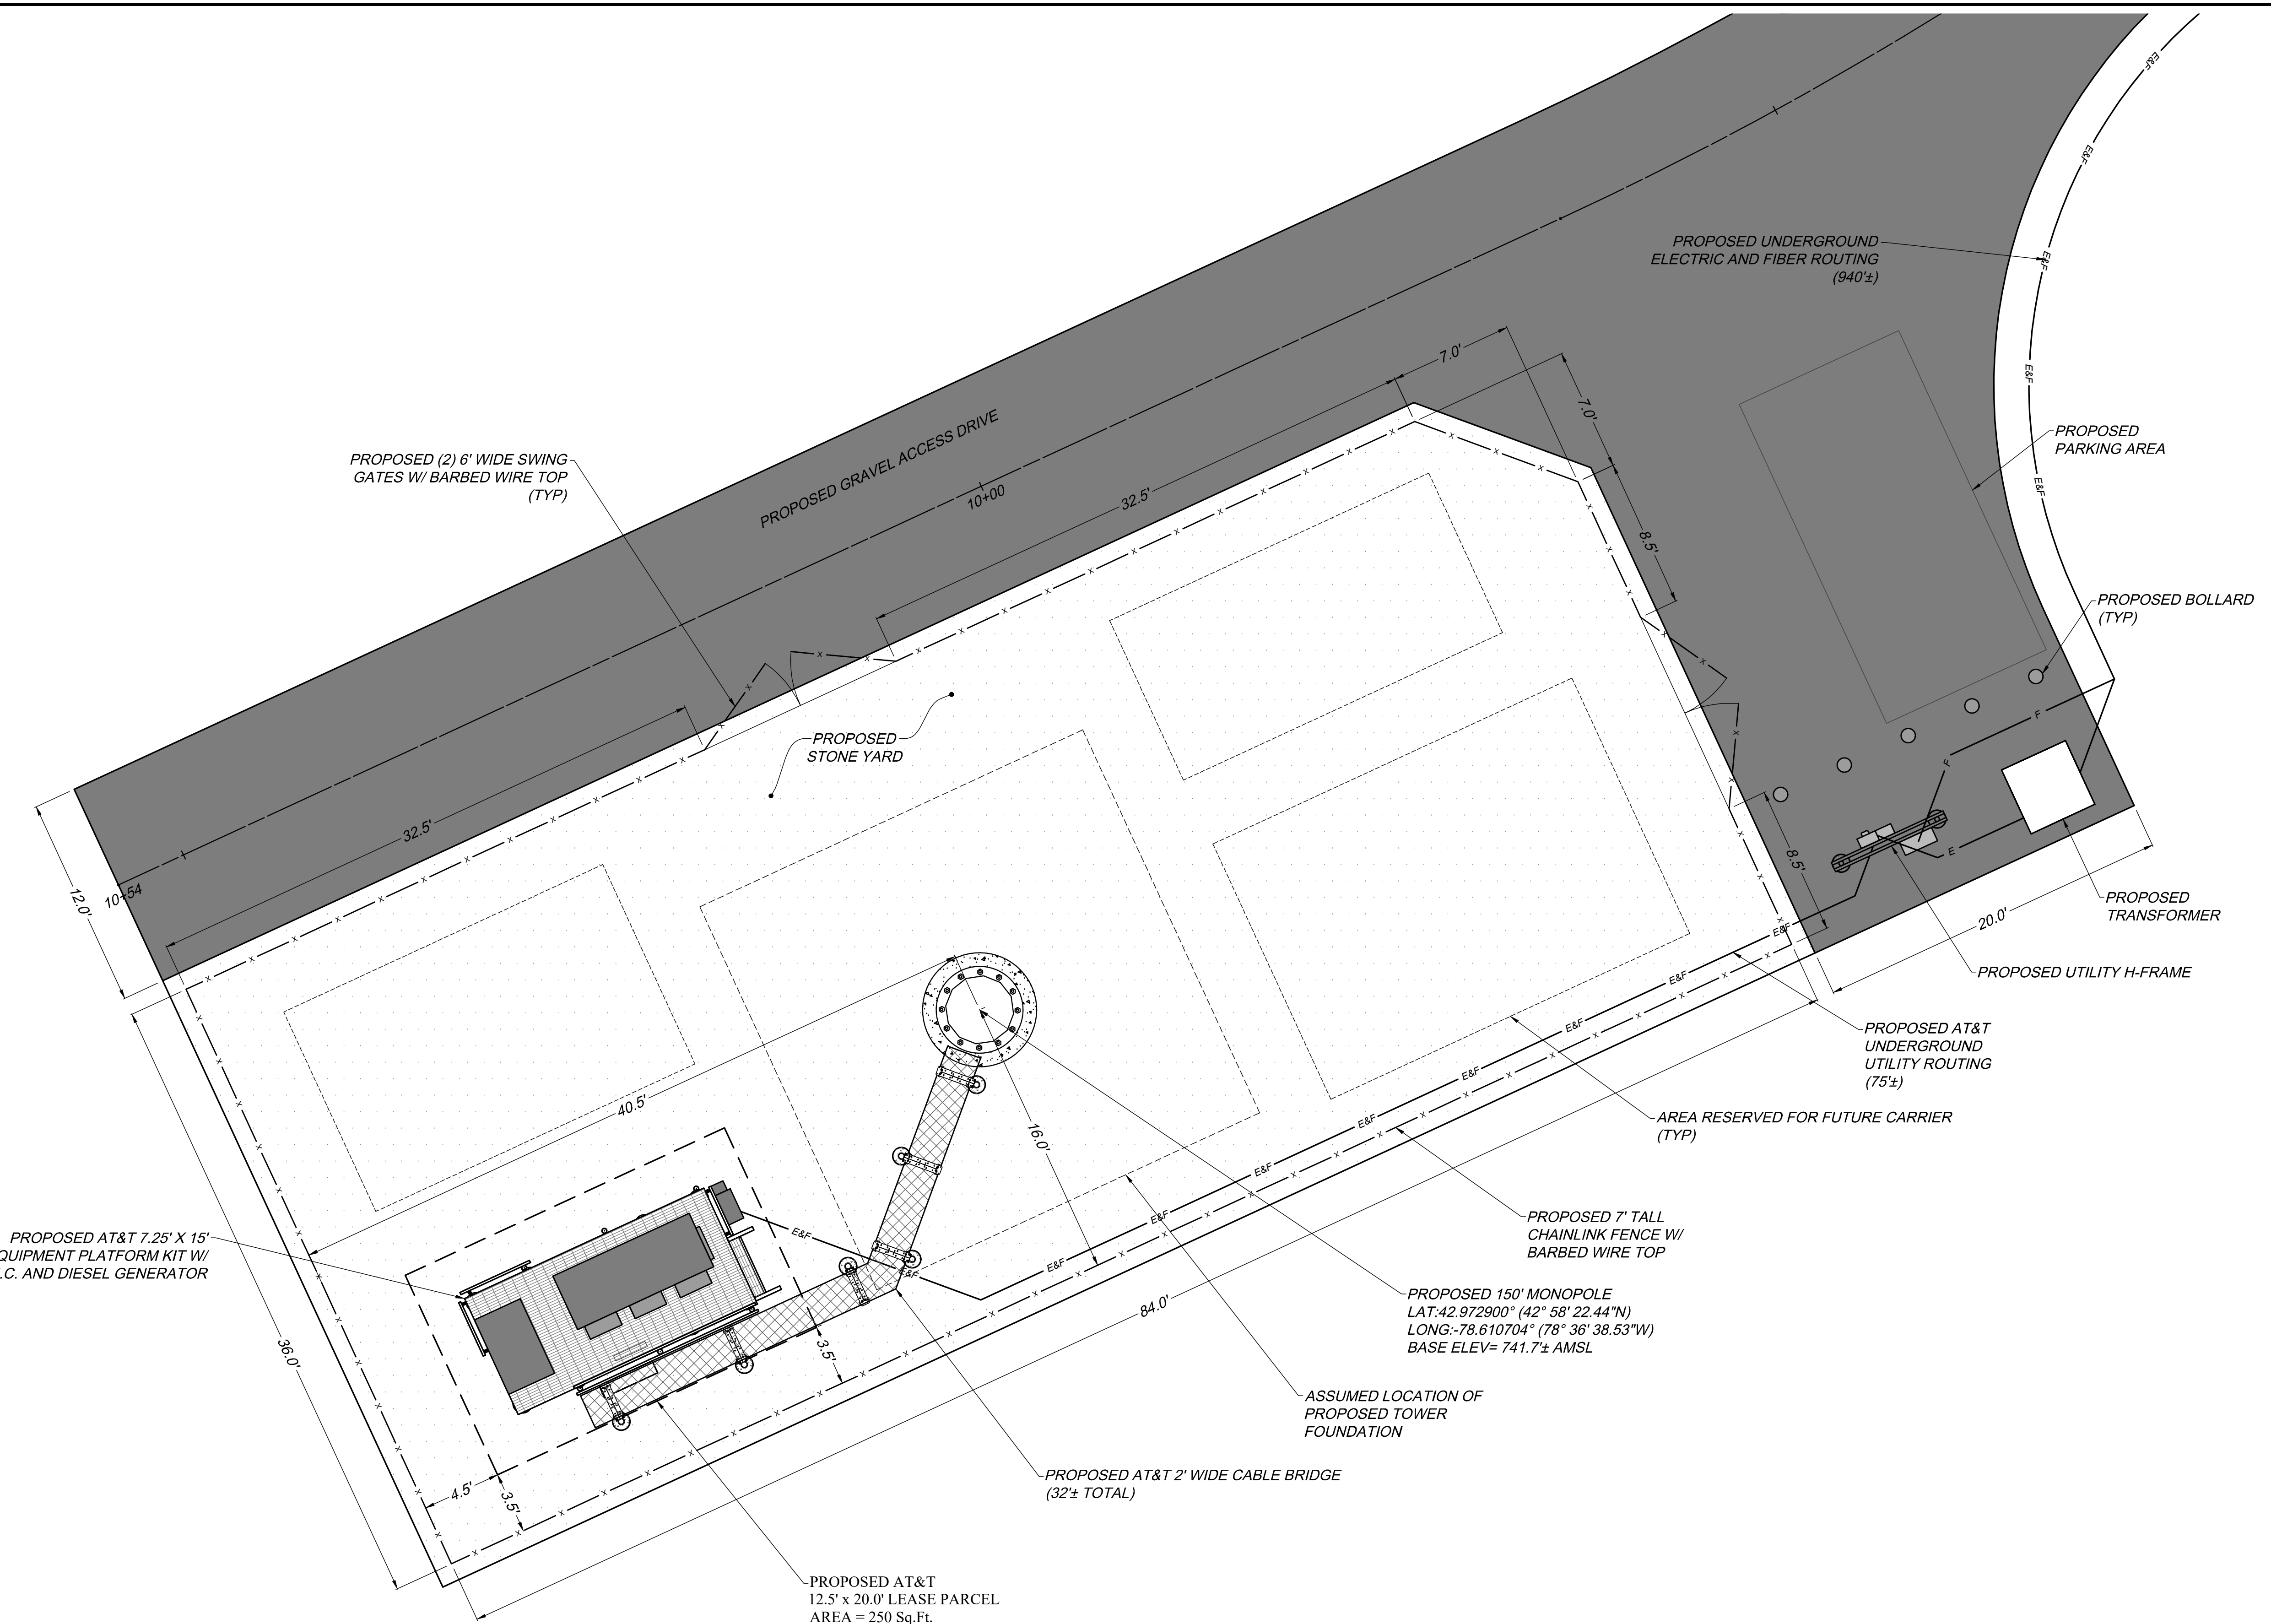 PROPOSED UNDERGROUND
ELECTRIC AND FIBER ROUTING
(940'±)
E&F
E&F
E&F
E&F
E&F
7.0'
7.0'
PROPOSED
PARKING AREA
PROPOSED (2) 6' WIDE SWING
GATES W/ BARBED WIRE TOP
(TYP)
PROPOSED GRAVEL ACCESS DRIVE
10+00
32.5'
8.5'
PROPOSED BOLLARD
(TYP)
PROPOSED
STONE YARD
F
F
E
32.5'
12.0'
10+54
8.5'
PROPOSED
TRANSFORMER
20.0'
PROPOSED UTILITY H-FRAME
E&F
E&F
E&F
E&F
E&F
E&F
E&F
E&F
E&F
E&F
PROPOSED AT&T
UNDERGROUND
UTILITY ROUTING
(75'±)
40.5'
16.0'
AREA RESERVED FOR FUTURE CARRIER
(TYP)
PROPOSED AT&T 7.25' X 15'
QUIPMENT PLATFORM KIT W/
.C. AND DIESEL GENERATOR
PROPOSED 7' TALL
CHAINLINK FENCE W/
BARBED WIRE TOP
84.0'
PROPOSED 150' MONOPOLE
LAT:42.972900° (42° 58' 22.44"N)
LONG:-78.610704° (78° 36' 38.53"W)
BASE ELEV= 741.7'± AMSL
36.0'
3.5'
ASSUMED LOCATION OF
PROPOSED TOWER
FOUNDATION
4.5'
3.5'
PROPOSED AT&T 2' WIDE CABLE BRIDGE
(32'± TOTAL)
PROPOSED AT&T
12.5' x 20.0' LEASE PARCEL
AREA = 250 Sq.Ft.